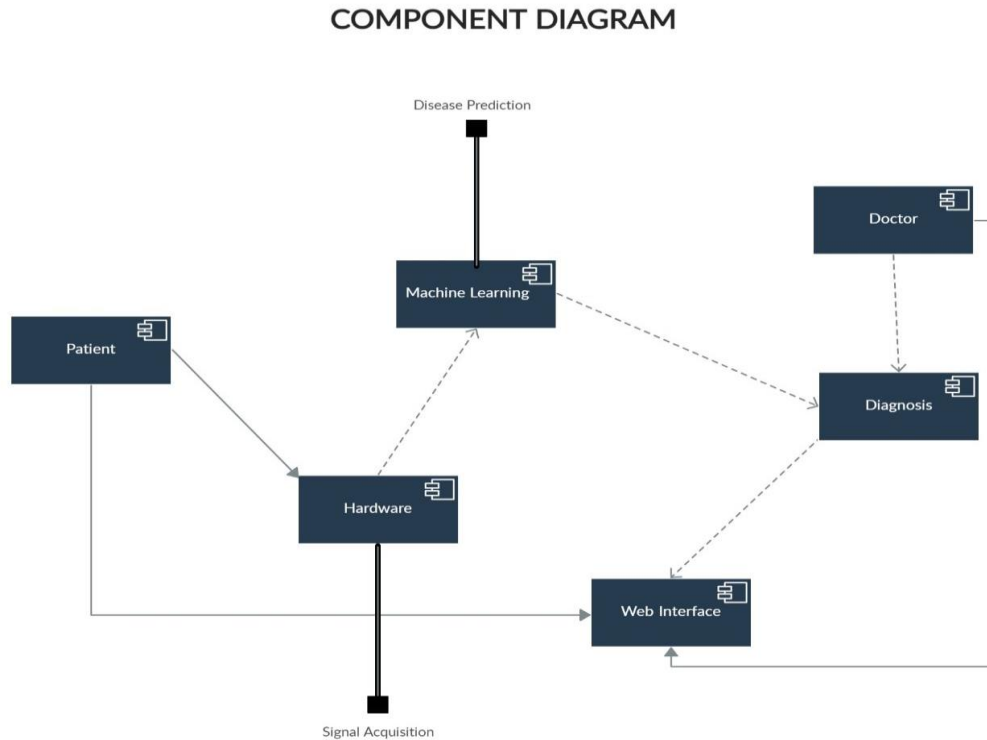 COMPONENT DIAGRAM
Disease Prediction
Doctor
Machine Learning
Patient
Diagnosis
Hardware
Web Interface
Signal Acquisition